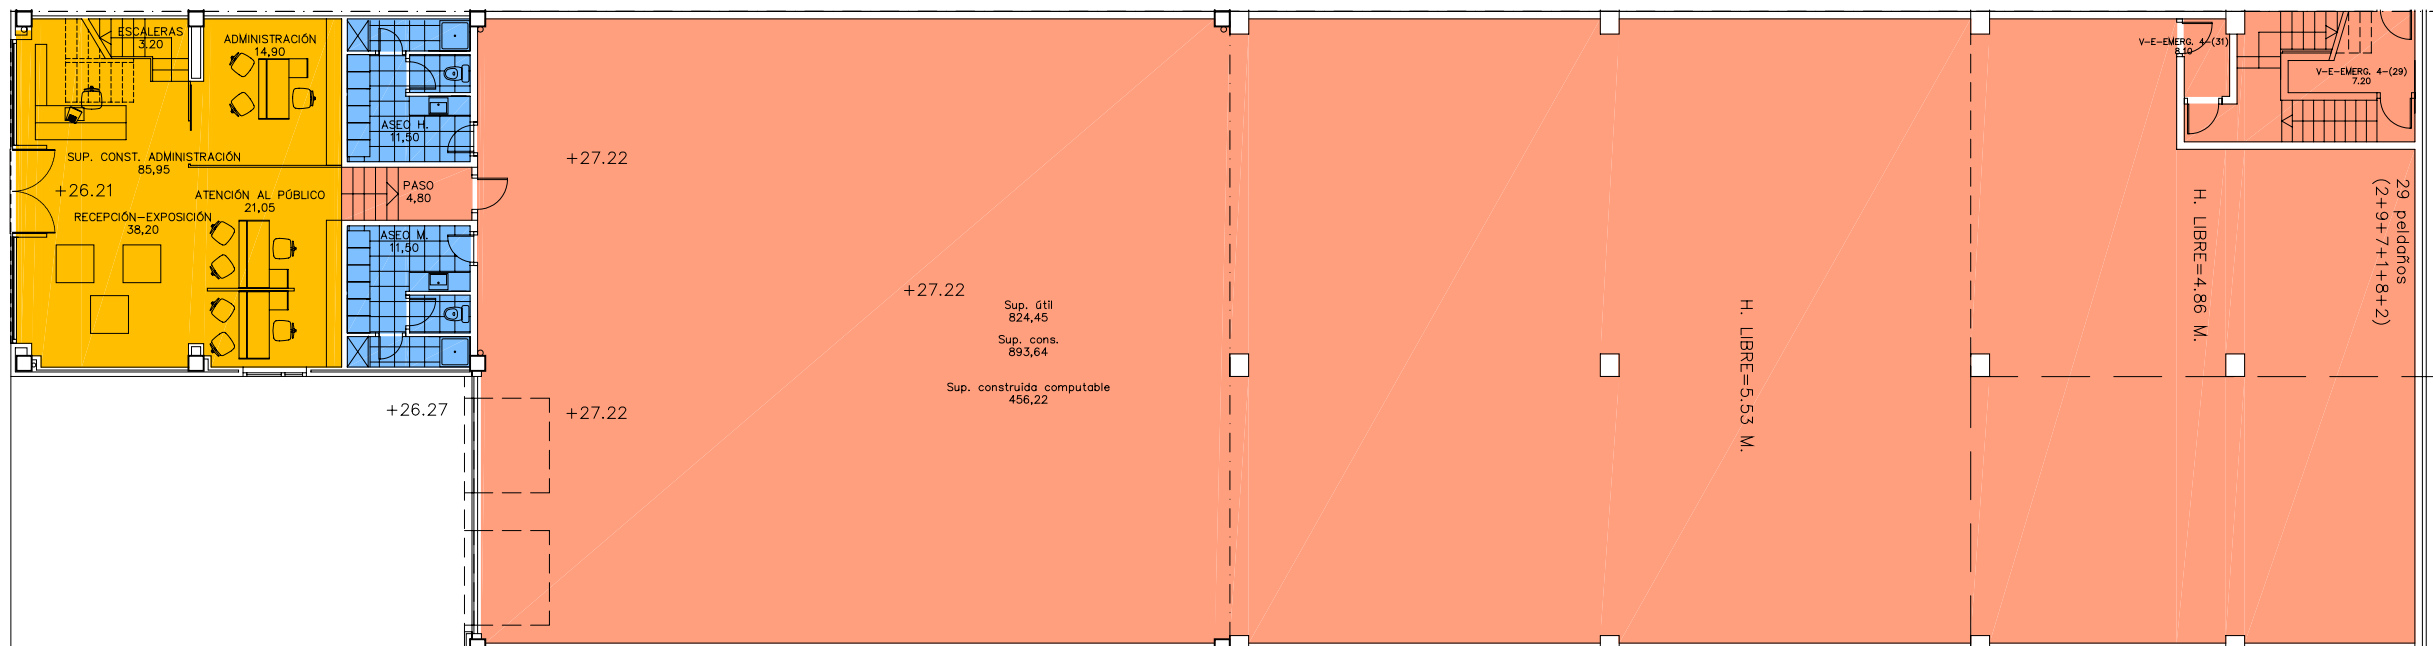 ESCALERAS
3.20
ADMINISTRACIÓN
14,90
ASEO H.
11,50
SUP. CONST. ADMINISTRACIÓN
85,95
+26.21
ATENCIÓN AL PÚBLICO
21,05
RECEPCIÓN-EXPOSICIÓN
38,20
PASO
4,80
ASEO M.
11,50
+27.22
+27.22
Sup. útil
824,45
Sup. cons.
893,64
Sup. construida computable
456,22
+26.27
+27.22
H. LIBRE=5.53 M.
V-E-EMERG. 4-(31)
8.10
V-E-EMERG. 4-(29)
7.20
H. LIBRE=4.86 M.
29 peldaños
(2+9+7+1+8+2)